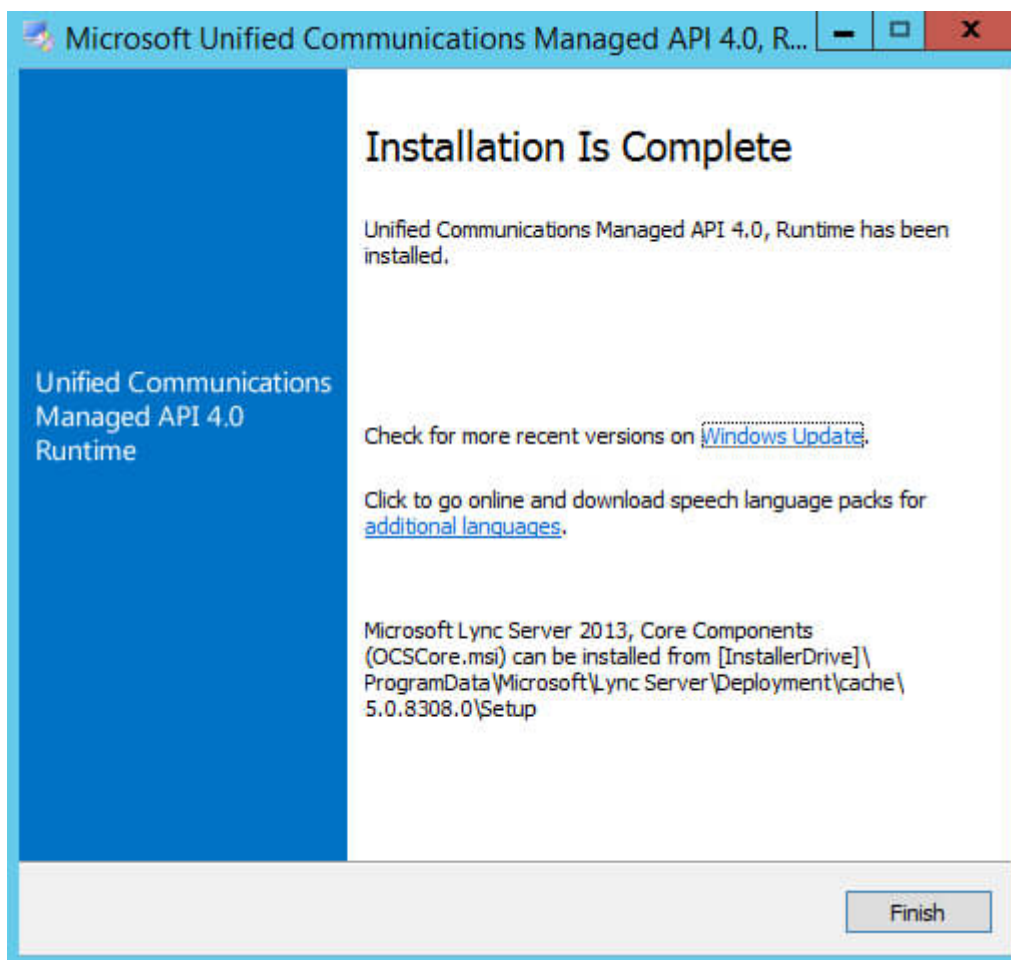 Microsoft Unified Communications Managed API 4.0, R...
Installation Is Complete
Unified Communications Managed API 4.0, Runtime has been
installed.
Unified Communications
Managed API 4.0
Runtime
Check for more recent versions on Windows Update.
Click to go online and download speech language packs for
additional languages.
Microsoft Lync Server 2013, Core Components
(OCSCore.msi) can be installed from [InstallerDrive]\
ProgramData\Microsoft\Lync Server\Deployment\cache\
5.0.8308.0\Setup
Finish